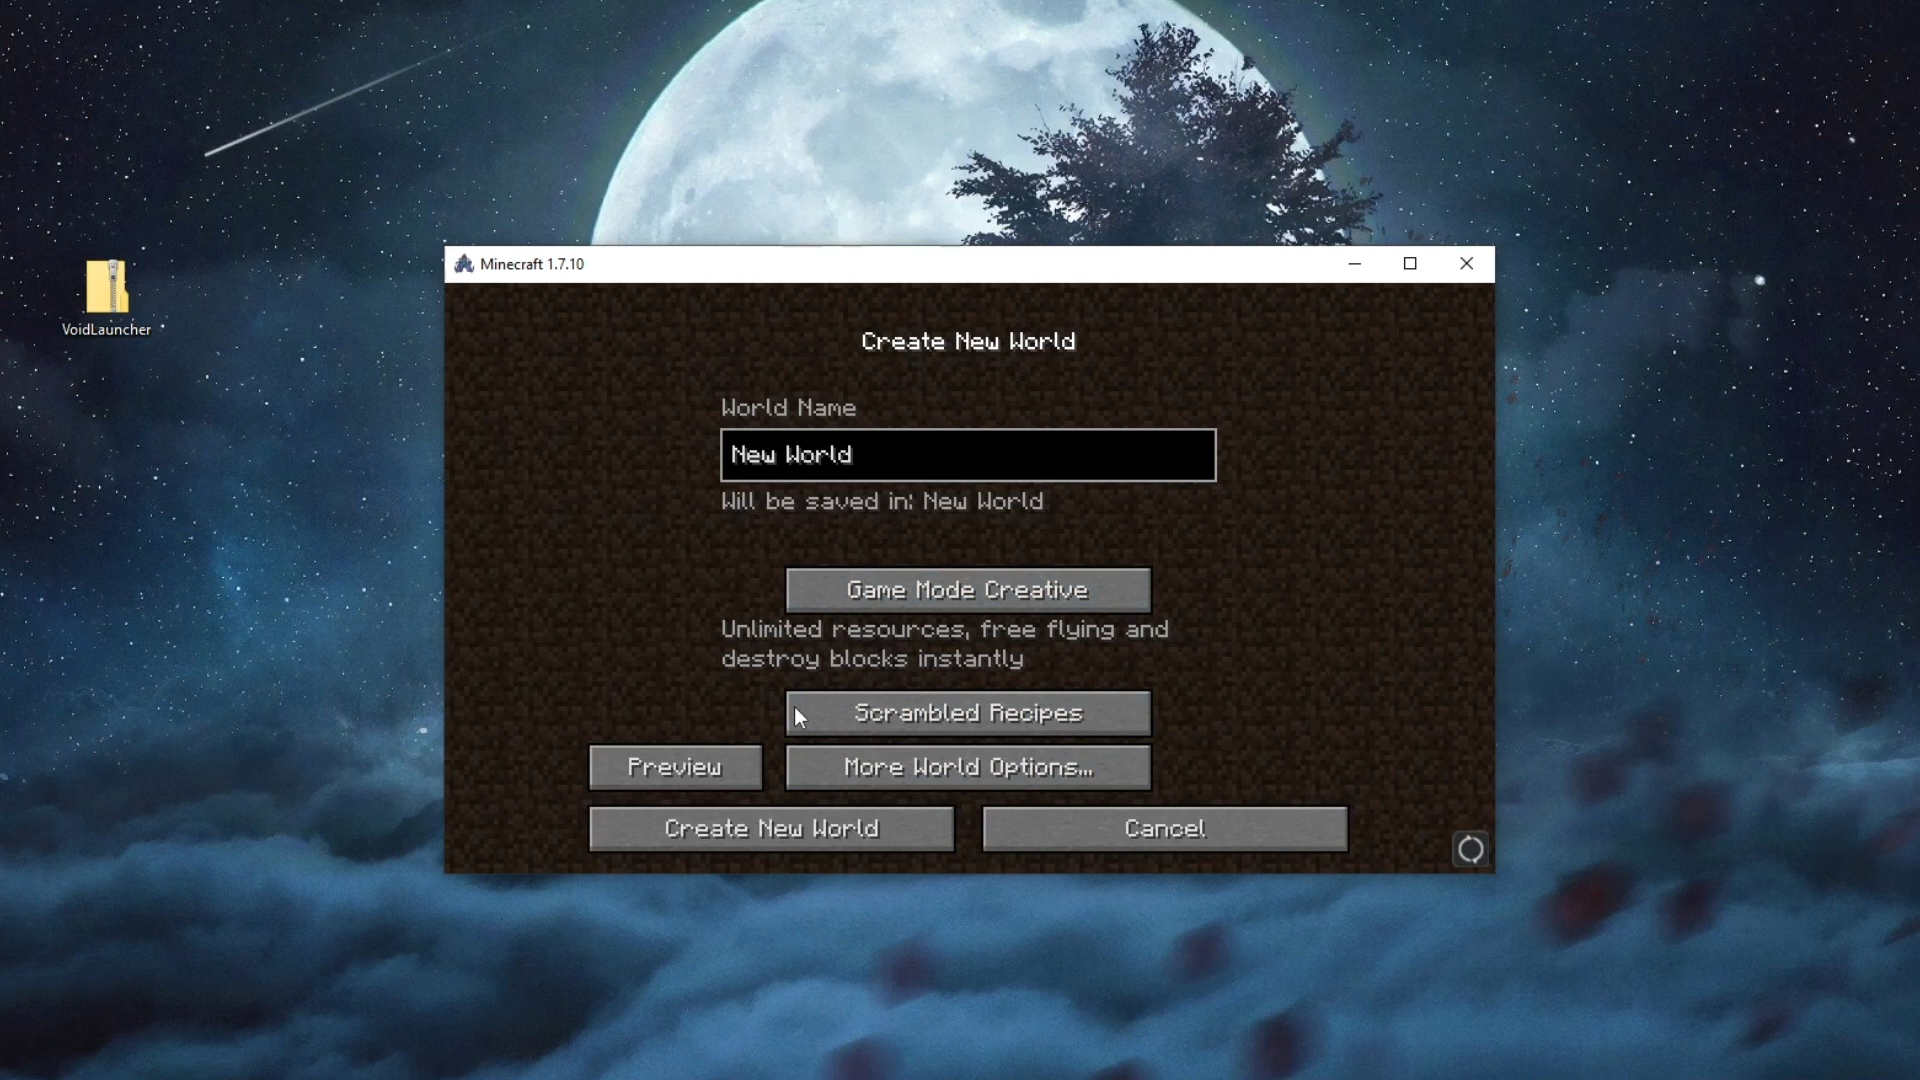 Minecraft 1.7.10
VoidLauncher
Create New World
World Name
New World
Will be saved in: New World
Game Mode Creative
Unlimited resources, free flying and
destroy blocks instantly
Scrambled Recipes
Preview
More World Options...
Create New World
Cancel